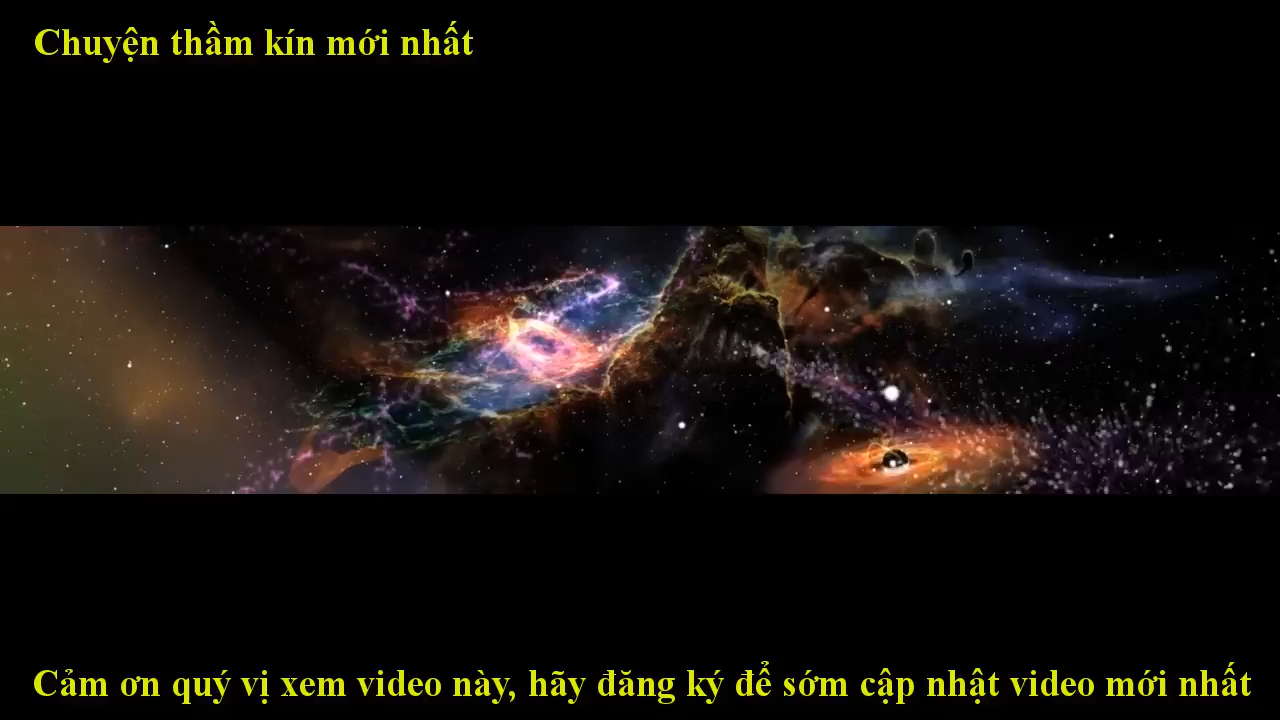 Chuyện thầm kín mới nhất
Cảm ơn quý vị xem video này, hãy đăng ký để sớm cập nhật video mới nhất